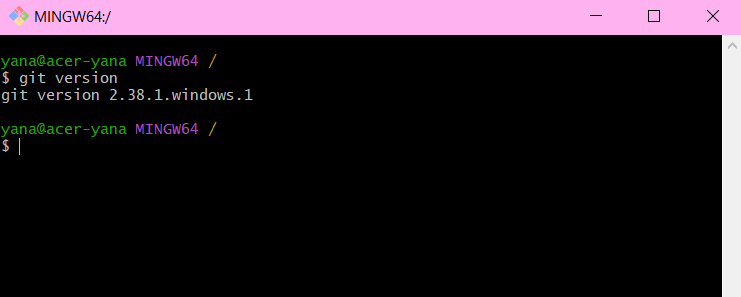 MINGW64:/
yana@acer-yana MINGW64 /
$ git version
git version 2.38.1.windows.1
yana@acer-yana MINGW64 /
$